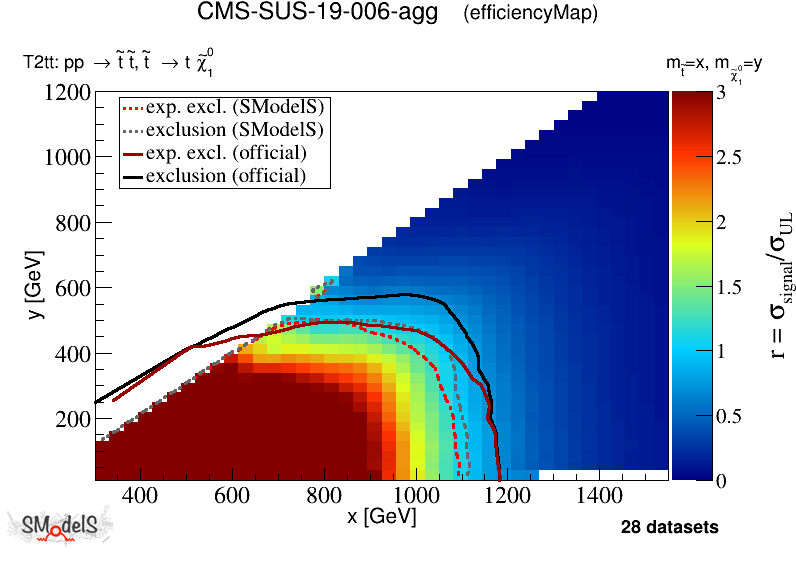 CMS-SUS-19-006-agg (efficiencyMap)
T2tt: pp → t̃ t̃, t̃ → t χ̃₁⁰
m_t̃=x, m_χ̃₁⁰=y
exp. excl. (SModelS)
exclusion (SModelS)
exp. excl. (official)
exclusion (official)
1200
1000
800
600
400
200
y [GeV]
400 600 800 1000 1200 1400
x [GeV]
3
2.5
2
1.5
1
0.5
0
r = σ_signal/σ_UL
SModelS
28 datasets